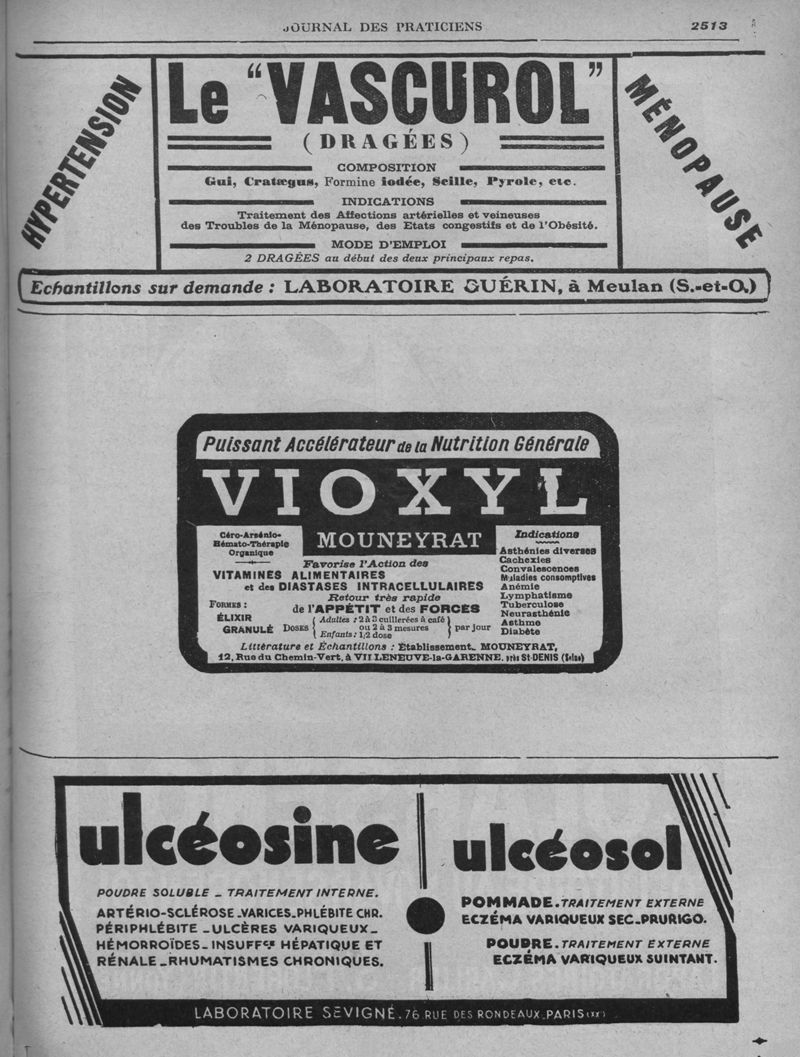 JOURNAL DES PRATICIENS 2513
HYPERTENSION
Le "VASCUROL"
(DRAGÉES)
COMPOSITION
Gui, Cratægus, Formine iodée, Scille, Pyrole, etc.
INDICATIONS
Traitement des Affections artérielles et veineuses
des Troubles de la Ménopause, des Etats congestifs et de l'Obésité.
MODE D'EMPLOI
2 DRAGÉES au début des deux principaux repas.
MÉNOPAUSE
Echantillons sur demande : LABORATOIRE GUÉRIN, à Meulan (S.-et-O.)
Puissant Accélérateur de la Nutrition Générale
VIOXYL
MOUNEYRAT
Céro-Arsénio-
Hémato-Thérapie
Organique
Favorise l'Action des
VITAMINES ALIMENTAIRES
et des DIASTASES INTRACELLULAIRES
Retour très rapide
de l'APPÉTIT et des FORCES
FORMES :
ÉLIXIR
GRANULÉ
DOSES
Adultes : 2 à 3 cuillerées à café
ou 2 à 3 mesures
Enfants : 1/2 dose
par jour
Indications
Asthénies diverses
Cachexies
Convalescences
Maladies consomptives
Anémie
Lymphatisme
Tuberculose
Neurasthénie
Asthme
Diabète
Littérature et Échantillons : Établissement. MOUNEYRAT,
12, Rue du Chemin-Vert, à VILLENEUVE-la-GARENNE, près St-DENIS (Seine)
ulcéosine
POUDRE SOLUBLE - TRAITEMENT INTERNE.
ARTÉRIO-SCLÉROSE - VARICES - PHLÉBITE CHR.
PÉRIPHLÉBITE - ULCÈRES VARIQUEUX -
HÉMORROÏDES - INSUFFce HÉPATIQUE ET
RÉNALE - RHUMATISMES CHRONIQUES.
ulcéosol
POMMADE - TRAITEMENT EXTERNE
ECZÉMA VARIQUEUX SEC - PRURIGO.
POUDRE - TRAITEMENT EXTERNE
ECZÉMA VARIQUEUX SUINTANT.
LABORATOIRE SÉVIGNÉ, 76 RUE DES RONDEAUX - PARIS (XX)